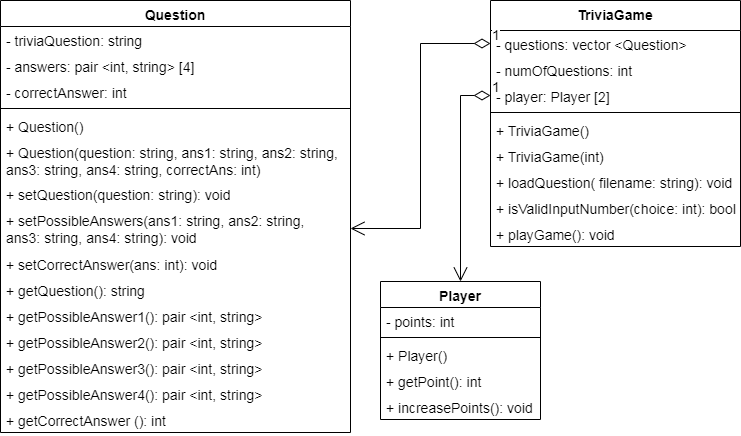 Question
- triviaQuestion: string
- answers: pair <int, string> [4]
- correctAnswer: int
+ Question()
+ Question(question: string, ans1: string, ans2: string,
ans3: string, ans4: string, correctAns: int)
+ setQuestion(question: string): void
+ setPossibleAnswers(ans1: string, ans2: string,
ans3: string, ans4: string): void
+ setCorrectAnswer(ans: int): void
+ getQuestion(): string
+ getPossibleAnswer1(): pair <int, string>
+ getPossibleAnswer2(): pair <int, string>
+ getPossibleAnswer3(): pair <int, string>
+ getPossibleAnswer4(): pair <int, string>
+ getCorrectAnswer (): int
TriviaGame
1
- questions: vector <Question>
- numOfQuestions: int
1
- player: Player [2]
+ TriviaGame()
+ TriviaGame(int)
+ loadQuestion( filename: string): void
+ isValidInputNumber(choice: int): bool
+ playGame(): void
Player
- points: int
+ Player()
+ getPoint(): int
+ increasePoints(): void